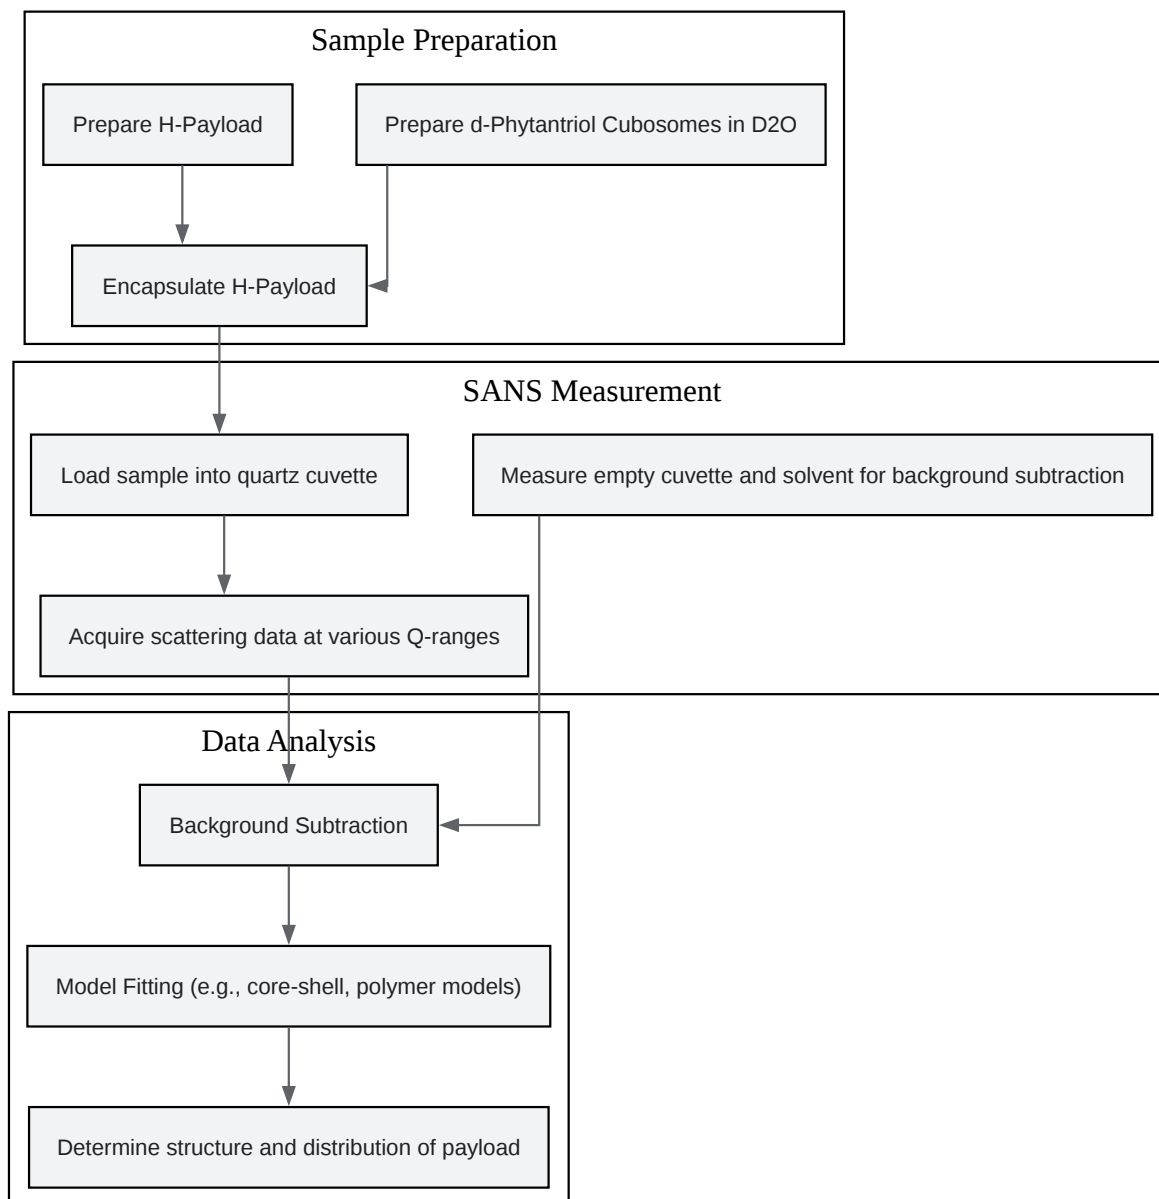 Sample Preparation
Prepare H-Payload
Prepare d-Phytantriol Cubosomes in D2O
Encapsulate H-Payload
SANS Measurement
Load sample into quartz cuvette
Measure empty cuvette and solvent for background subtraction
Acquire scattering data at various Q-ranges
Data Analysis
Background Subtraction
Model Fitting (e.g., core-shell, polymer models)
Determine structure and distribution of payload